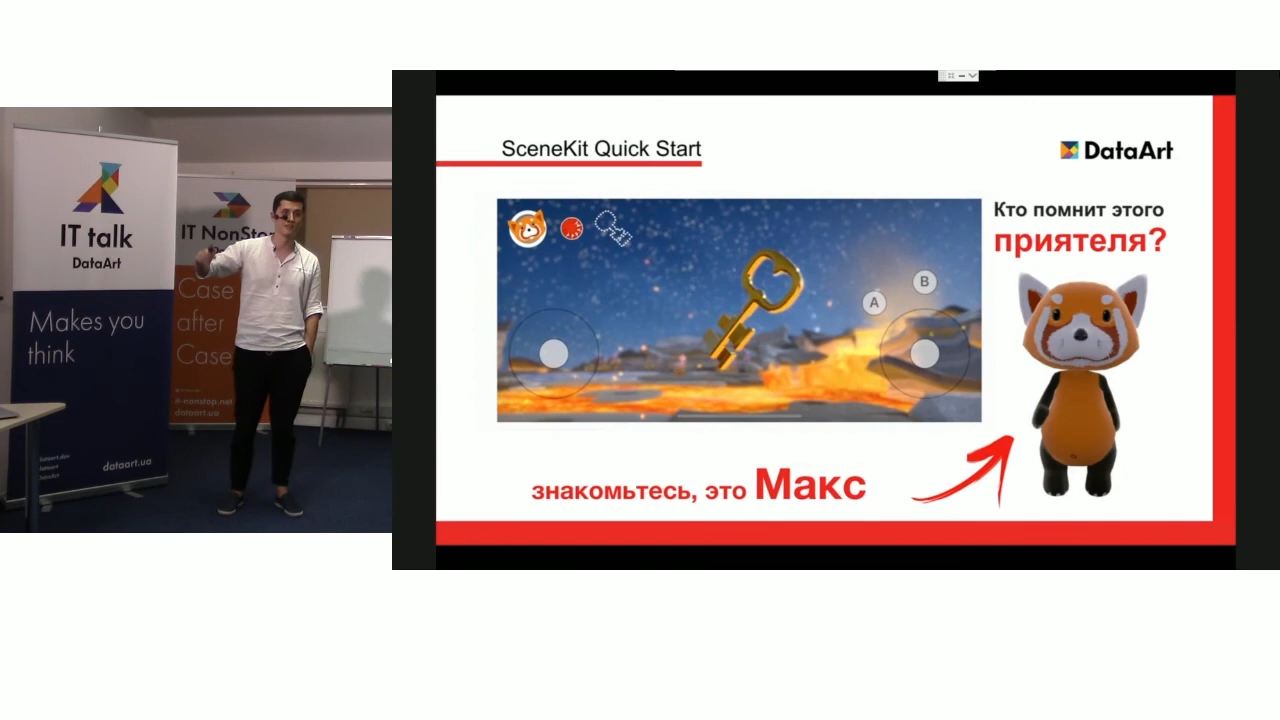 IT talk
DataArt
Makes you
think
dataart.ua
IT NonStop
Case
after
Case
it-nonstop.net
dataart.ua
SceneKit Quick Start
DataArt
A
B
Кто помнит этого
приятеля?
знакомьтесь, это Макс